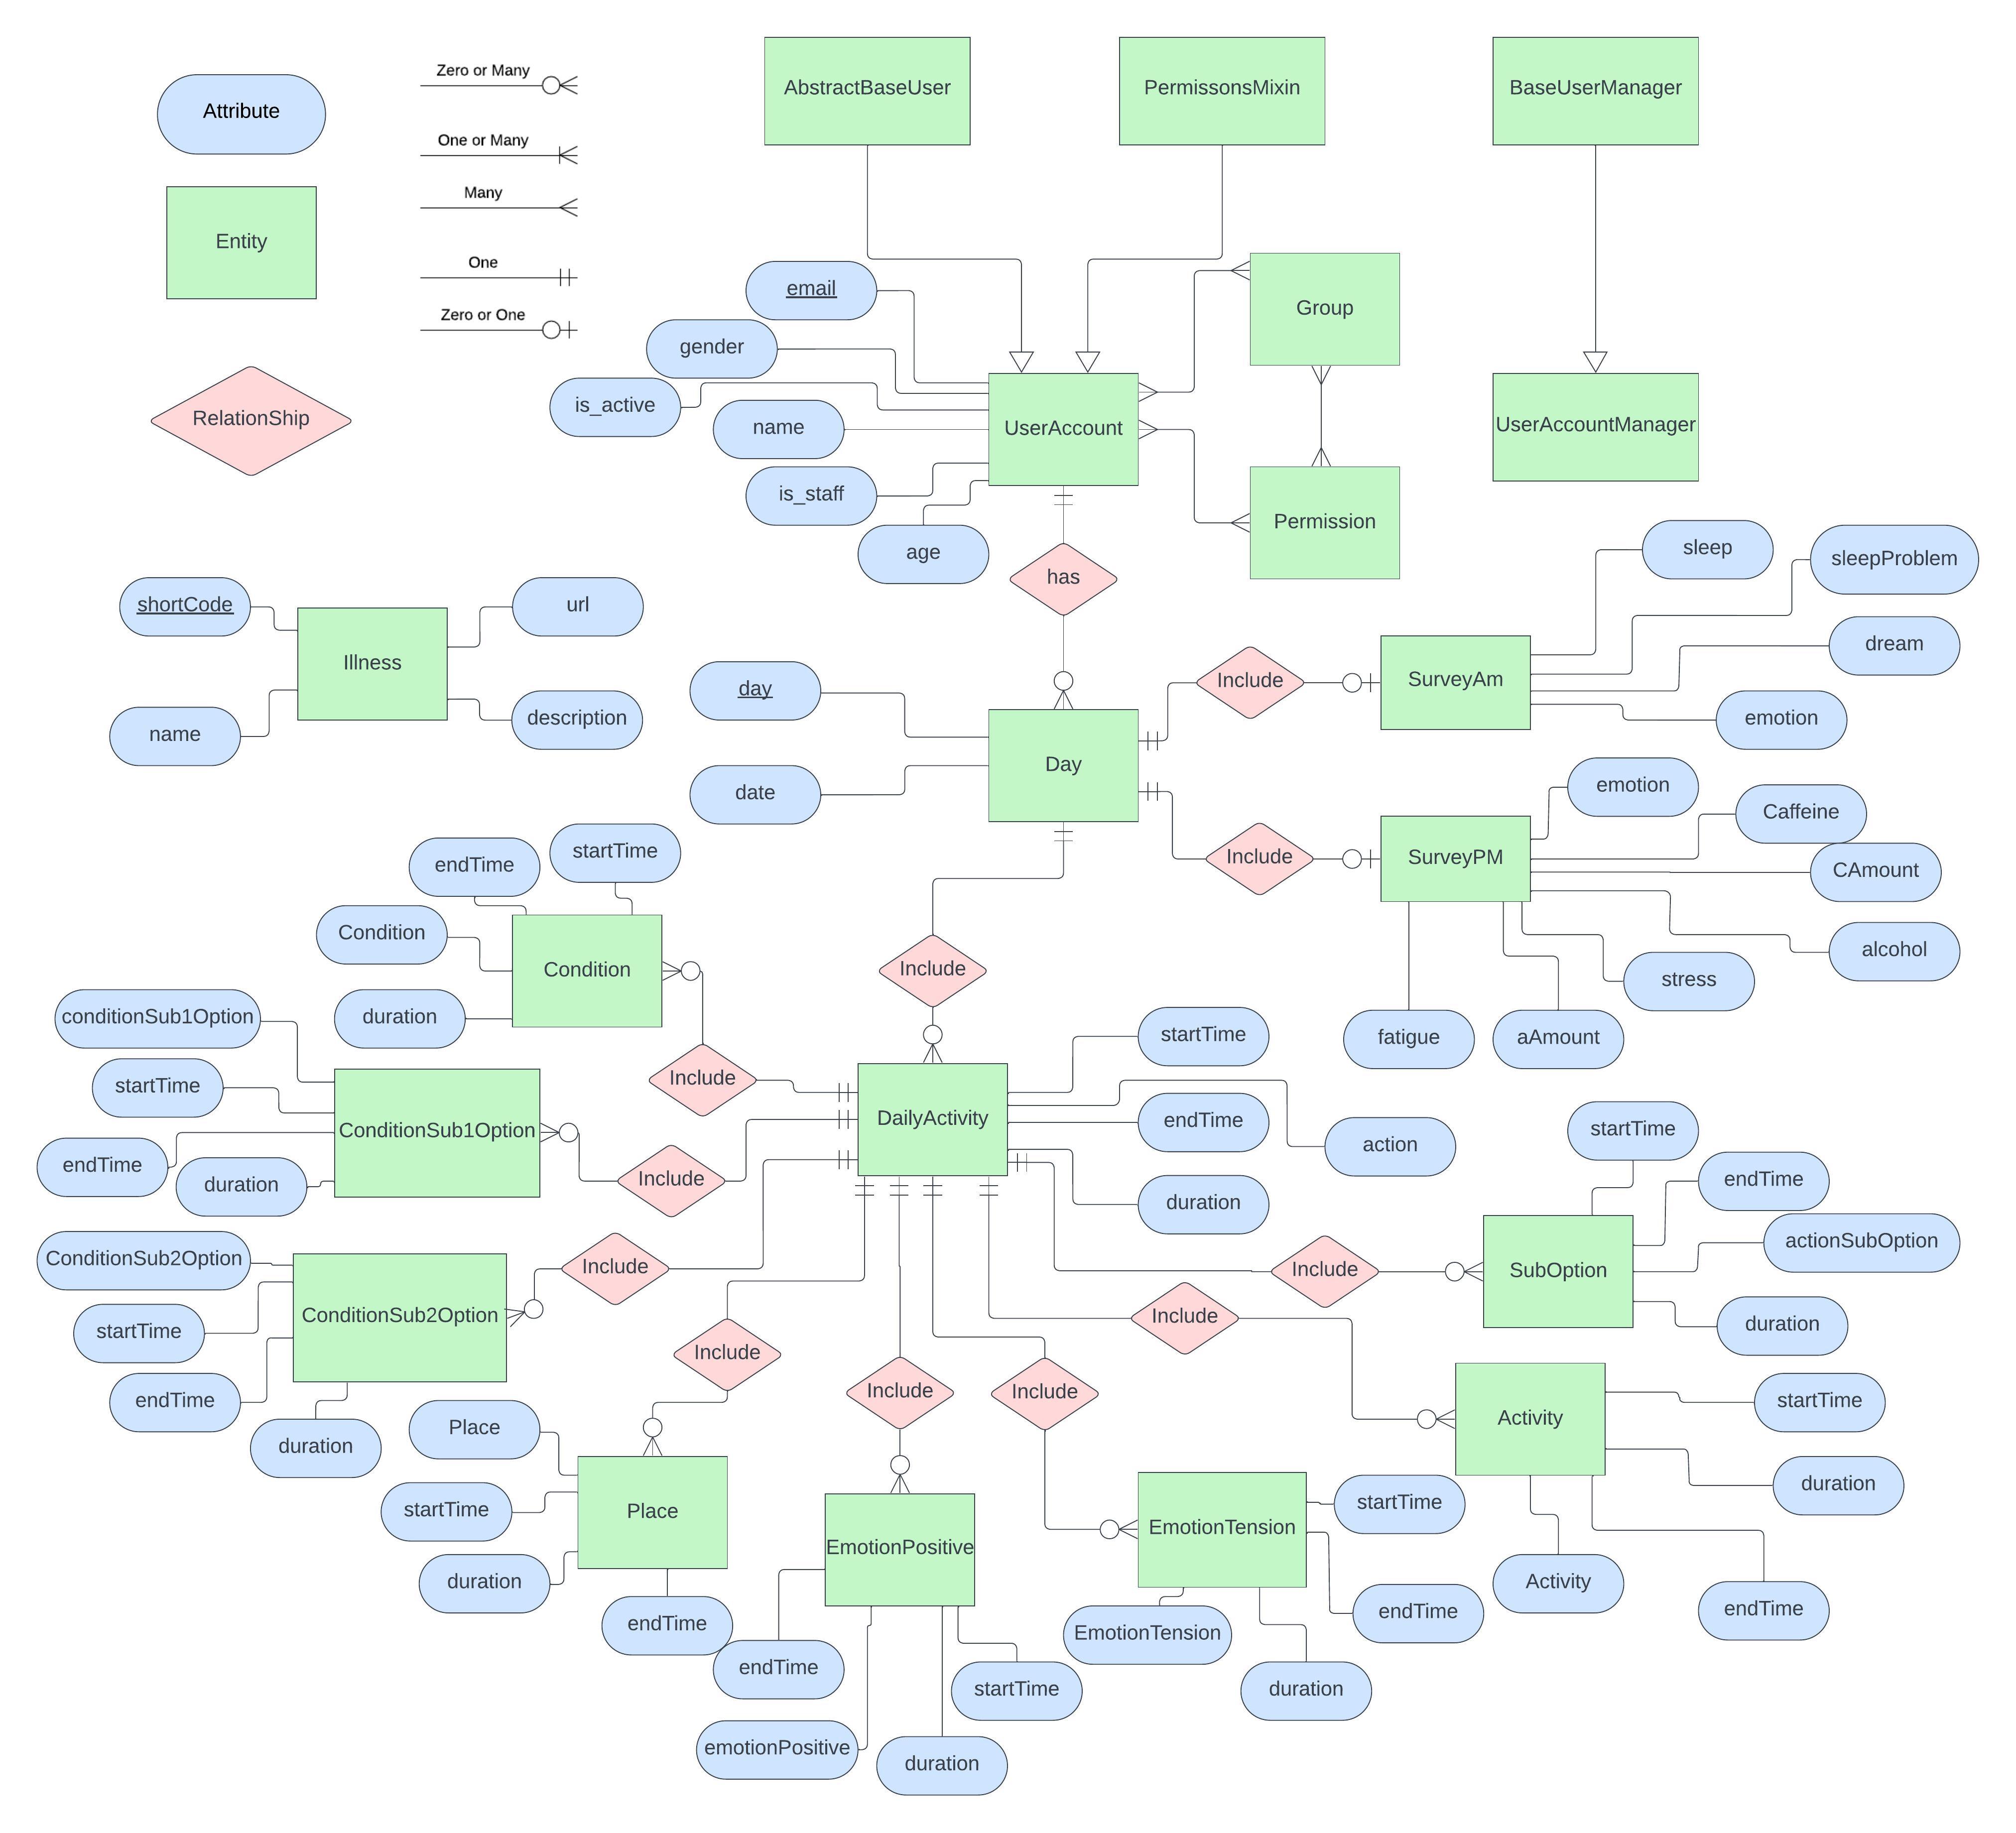 Zero or Many
Attribute
One or Many
Many
Entity
One
Zero or One
RelationShip
AbstractBaseUser
PermissonsMixin
BaseUserManager
email
gender
is_active
name
is_staff
age
UserAccount
Group
Permission
UserAccountManager
has
shortCode
url
Illness
name
description
day
date
Day
Include
SurveyAm
sleep
sleepProblem
dream
emotion
Include
SurveyPM
emotion
Caffeine
CAmount
alcohol
stress
aAmount
fatigue
endTime
startTime
Condition
Condition
duration
Include
Include
conditionSub1Option
startTime
ConditionSub1Option
endTime
duration
Include
DailyActivity
startTime
endTime
action
duration
ConditionSub2Option
startTime
ConditionSub2Option
endTime
duration
Include
Include
startTime
endTime
SubOption
actionSubOption
duration
Include
Include
Include
Include
Include
Activity
startTime
duration
Activity
endTime
Place
startTime
Place
duration
endTime
EmotionPositive
endTime
startTime
emotionPositive
duration
EmotionTension
startTime
endTime
EmotionTension
duration